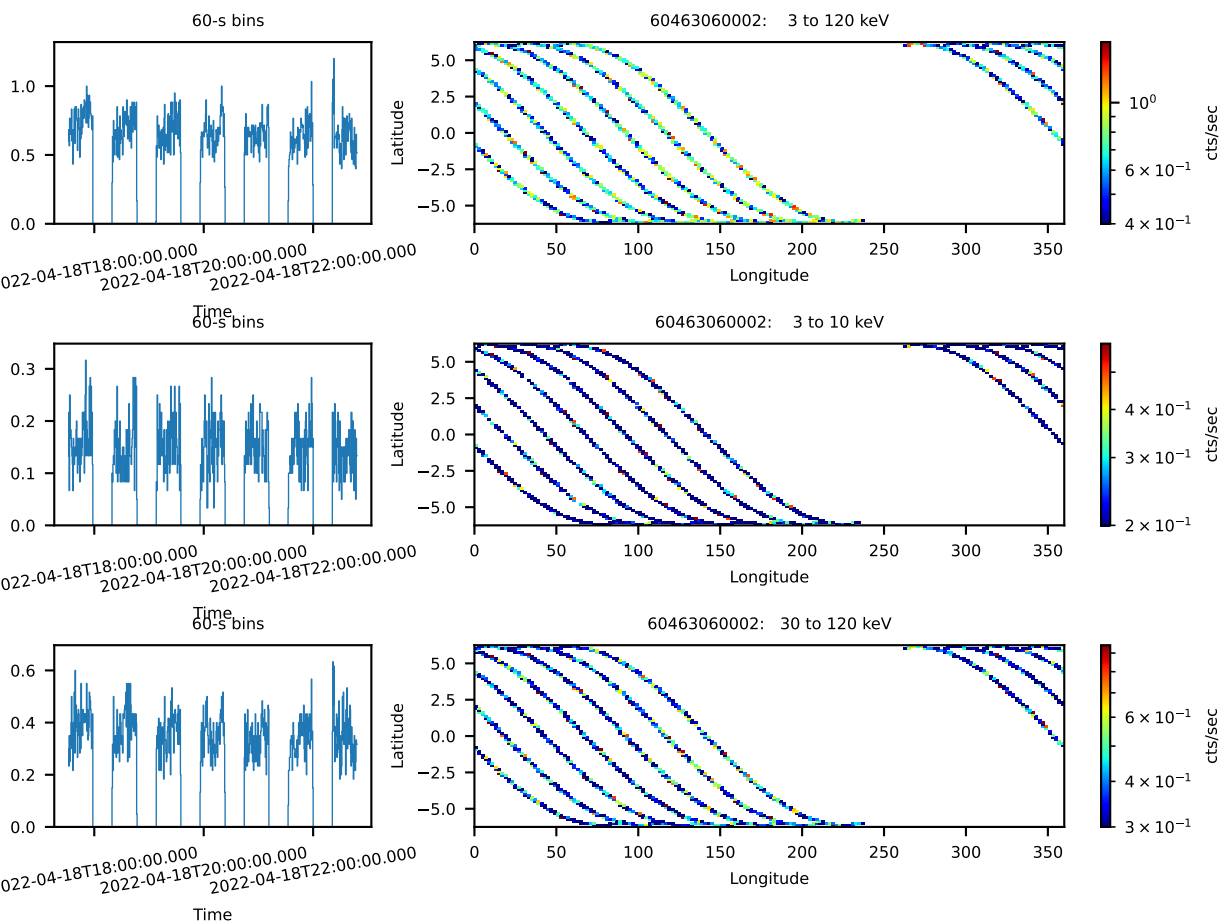 60-s bins
60463060002: 3 to 120 keV
1.0
0.5
0.0
022-04-18T18:00:00.000
2022-04-18T20:00:00.000
2022-04-18T22:00:00.000
Time
Latitude
5.0
2.5
0.0
−2.5
−5.0
0 50 100 150 200 250 300 350
Longitude
10⁰
6 × 10⁻¹
4 × 10⁻¹
cts/sec
60-s bins
60463060002: 3 to 10 keV
0.3
0.2
0.1
0.0
022-04-18T18:00:00.000
2022-04-18T20:00:00.000
2022-04-18T22:00:00.000
Time
Latitude
5.0
2.5
0.0
−2.5
−5.0
0 50 100 150 200 250 300 350
Longitude
4 × 10⁻¹
3 × 10⁻¹
2 × 10⁻¹
cts/sec
60-s bins
60463060002: 30 to 120 keV
0.6
0.4
0.2
0.0
022-04-18T18:00:00.000
2022-04-18T20:00:00.000
2022-04-18T22:00:00.000
Time
Latitude
5.0
2.5
0.0
−2.5
−5.0
0 50 100 150 200 250 300 350
Longitude
6 × 10⁻¹
4 × 10⁻¹
3 × 10⁻¹
cts/sec